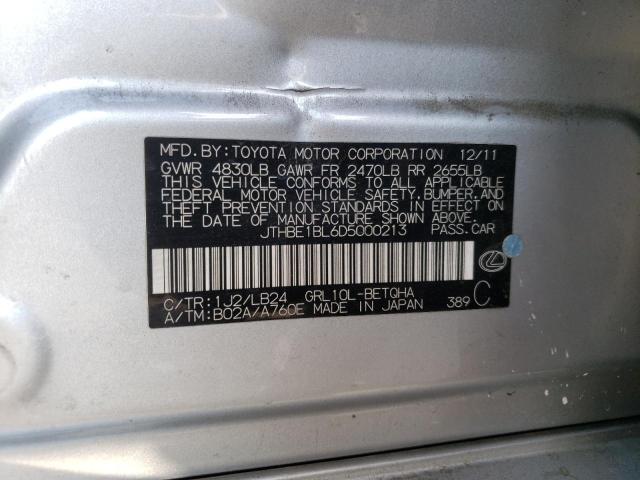 MFD. BY: TOYOTA MOTOR CORPORATION 12/11
GVWR 4830LB GAWR FR 2470LB RR 2655LB
THIS VEHICLE CONFORMS TO ALL APPLICABLE
FEDERAL MOTOR VEHICLE SAFETY, BUMPER, AND
THEFT PREVENTION STANDARDS IN EFFECT ON
THE DATE OF MANUFACTURE SHOWN ABOVE.
JTHBE1BL6D5000213 PASS. CAR
C/TR: 1J2/LB24 GRL10L-BETQHA
A/TM: B02A/A760E MADE IN JAPAN 389 C